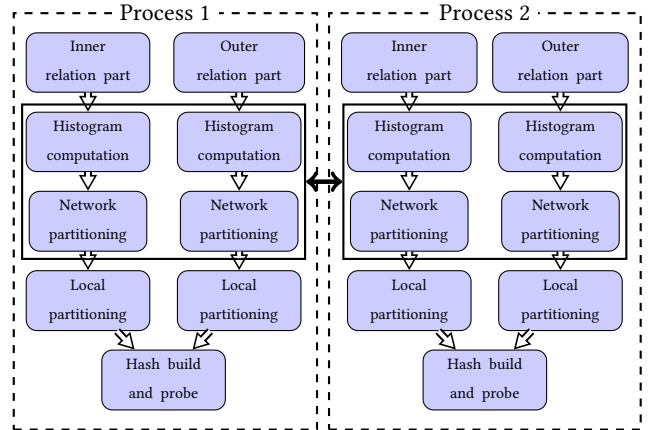 Process 1
Inner
relation part
Outer
relation part
Histogram
computation
Histogram
computation
Network
partitioning
Network
partitioning
Local
partitioning
Local
partitioning
Hash build
and probe
Process 2
Inner
relation part
Outer
relation part
Histogram
computation
Histogram
computation
Network
partitioning
Network
partitioning
Local
partitioning
Local
partitioning
Hash build
and probe